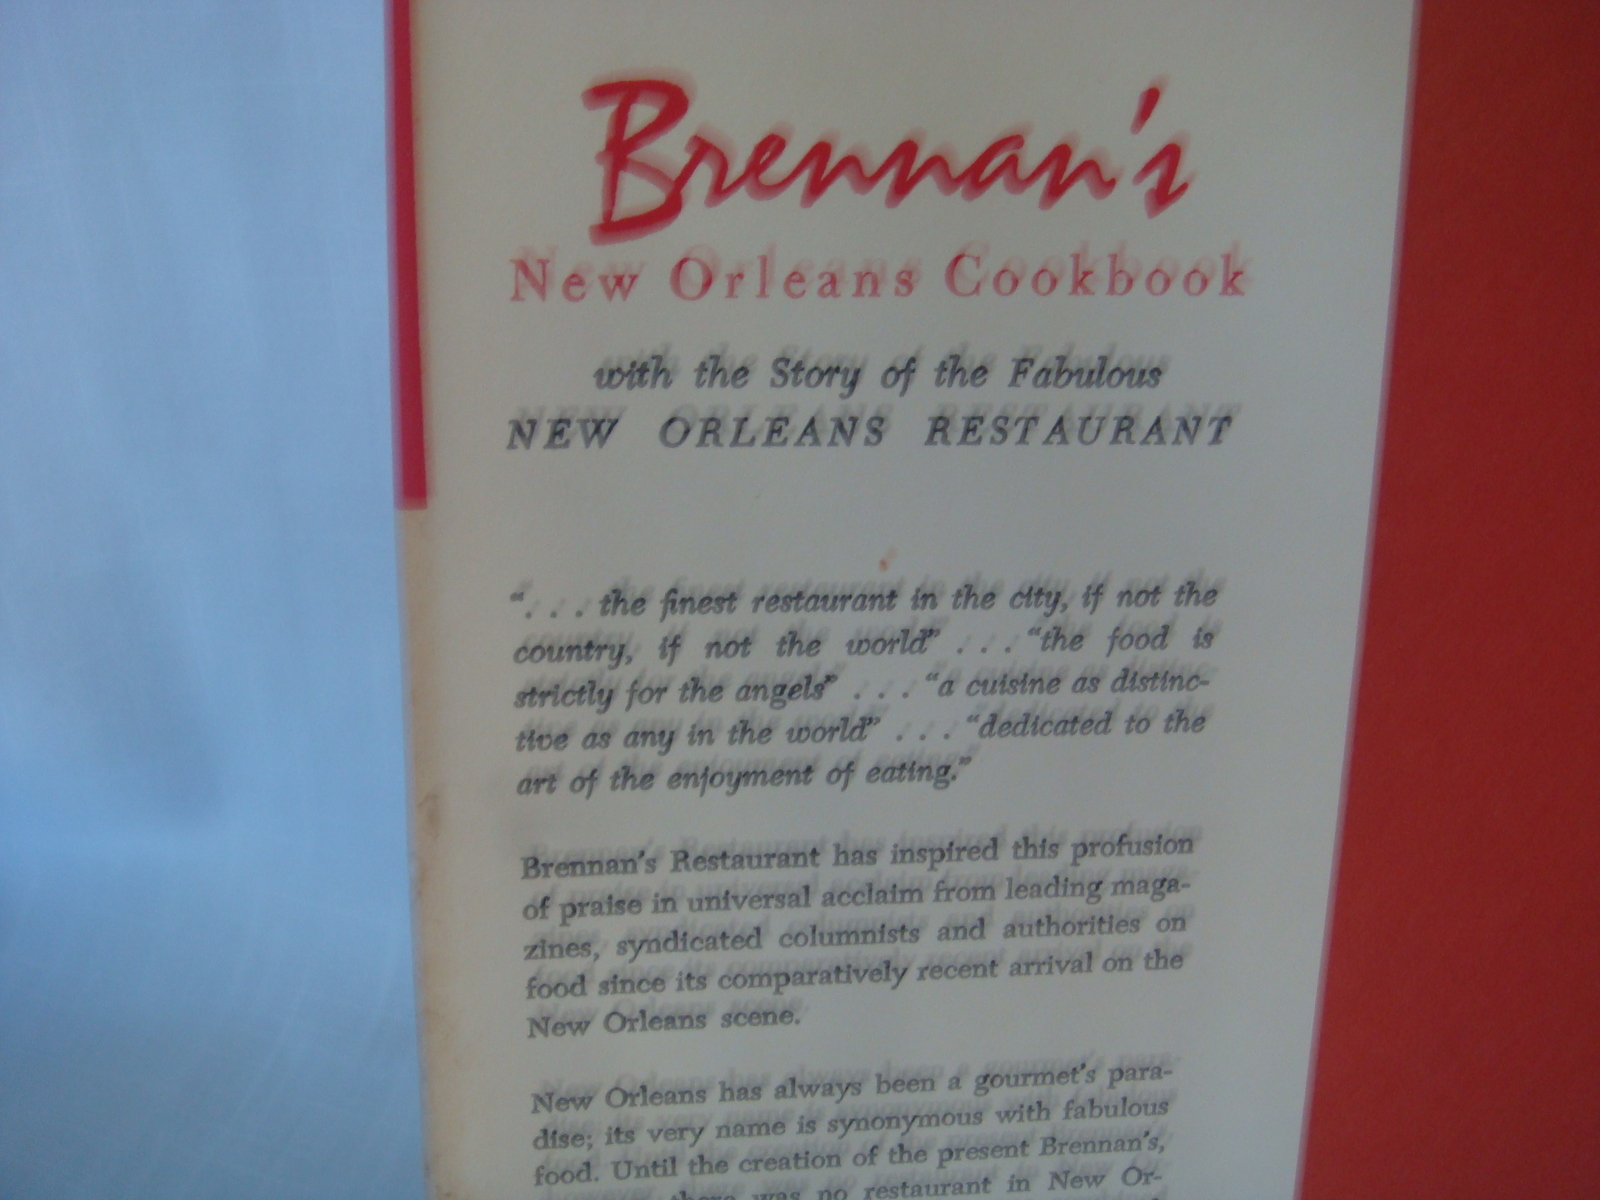 Brennan's
New Orleans Cookbook
with the Story of the Fabulous
NEW ORLEANS RESTAURANT
“. . . the finest restaurant in the city, if not the
country, if not the world” . . . “the food is
strictly for the angels” . . . “a cuisine as distinc-
tive as any in the world” . . . “dedicated to the
art of the enjoyment of eating.”
Brennan's Restaurant has inspired this profusion
of praise in universal acclaim from leading maga-
zines, syndicated columnists and authorities on
food since its comparatively recent arrival on the
New Orleans scene.
New Orleans has always been a gourmet's para-
dise; its very name is synonymous with fabulous
food. Until the creation of the present Brennan's,
there was no restaurant in New Or-